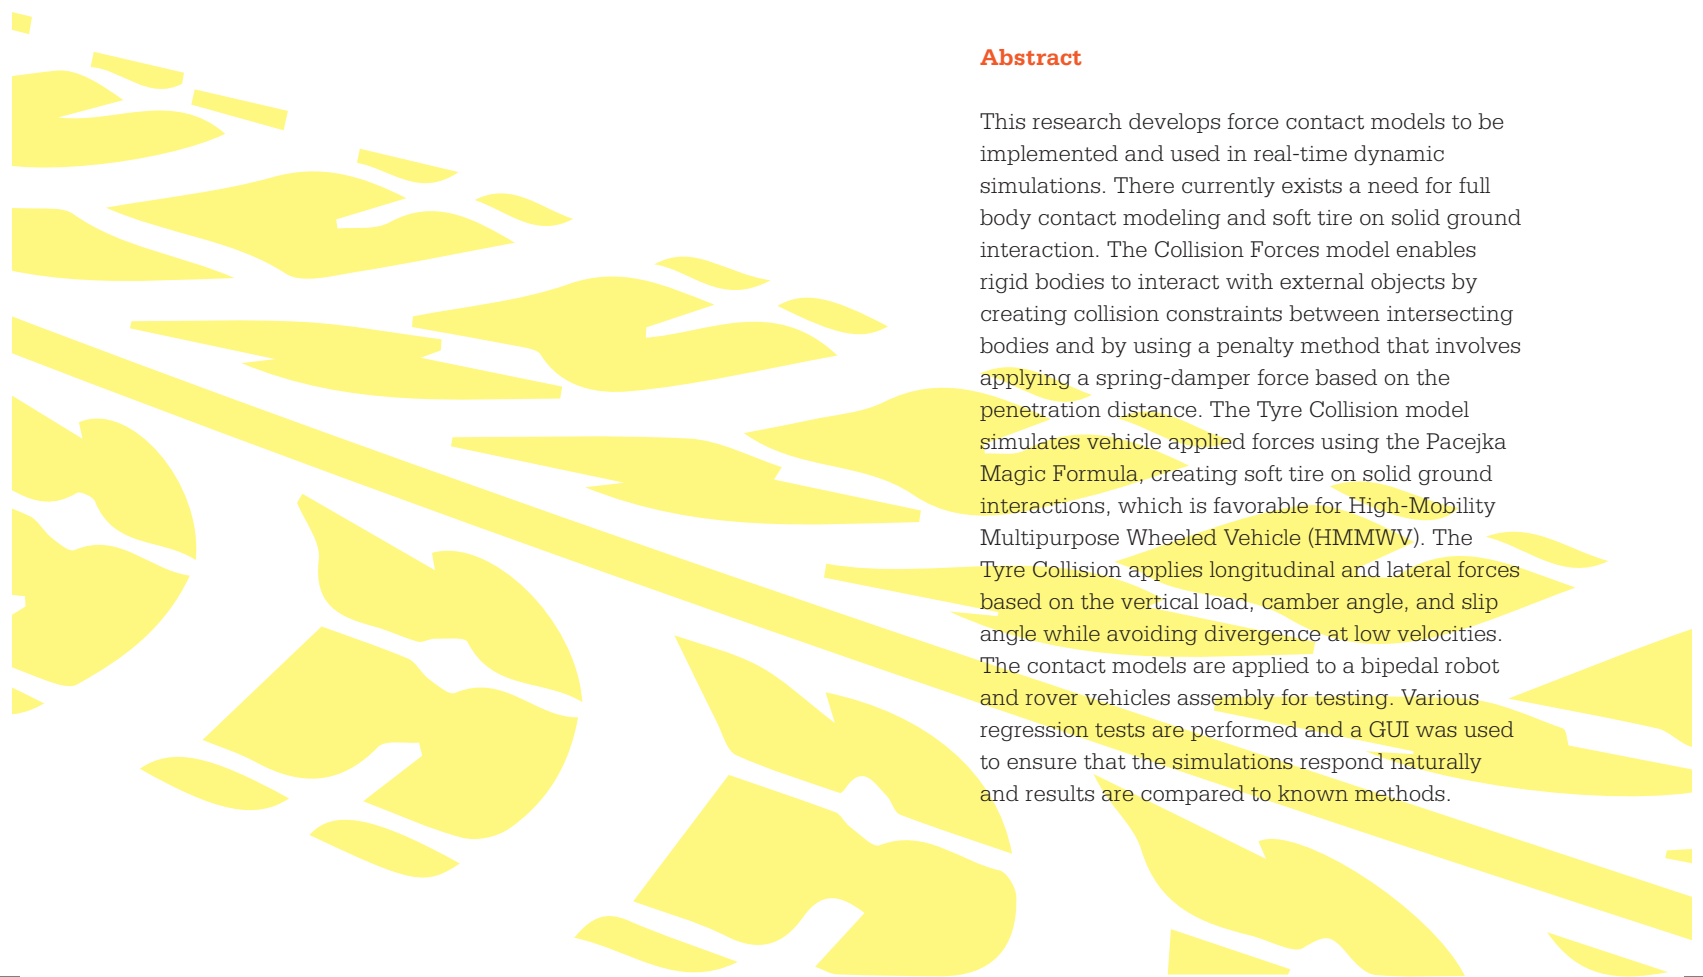 Abstract
This research develops force contact models to be
implemented and used in real-time dynamic
simulations. There currently exists a need for full
body contact modeling and soft tire on solid ground
interaction. The Collision Forces model enables
rigid bodies to interact with external objects by
creating collision constraints between intersecting
bodies and by using a penalty method that involves
applying a spring-damper force based on the
penetration distance. The Tyre Collision model
simulates vehicle applied forces using the Pacejka
Magic Formula, creating soft tire on solid ground
interactions, which is favorable for High-Mobility
Multipurpose Wheeled Vehicle (HMMWV). The
Tyre Collision applies longitudinal and lateral forces
based on the vertical load, camber angle, and slip
angle while avoiding divergence at low velocities.
The contact models are applied to a bipedal robot
and rover vehicles assembly for testing. Various
regression tests are performed and a GUI was used
to ensure that the simulations respond naturally
and results are compared to known methods.